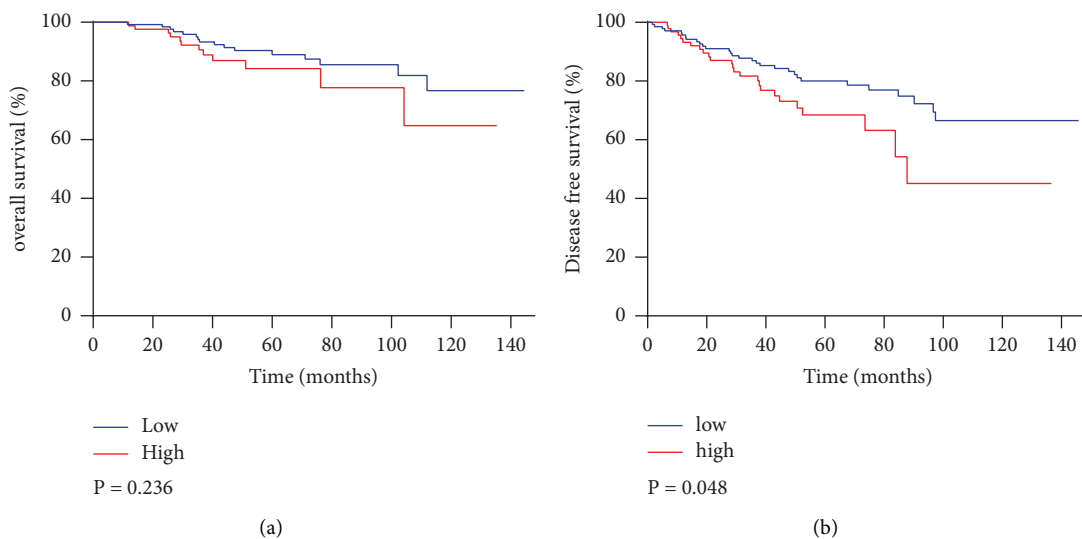 overall survival (%)
100
80
60
40
20
0
0 20 40 60 80 100 120 140
Time (months)
Low
High
P = 0.236
(a)
Disease free survival (%)
100
80
60
40
20
0
0 20 40 60 80 100 120 140
Time (months)
low
high
P = 0.048
(b)